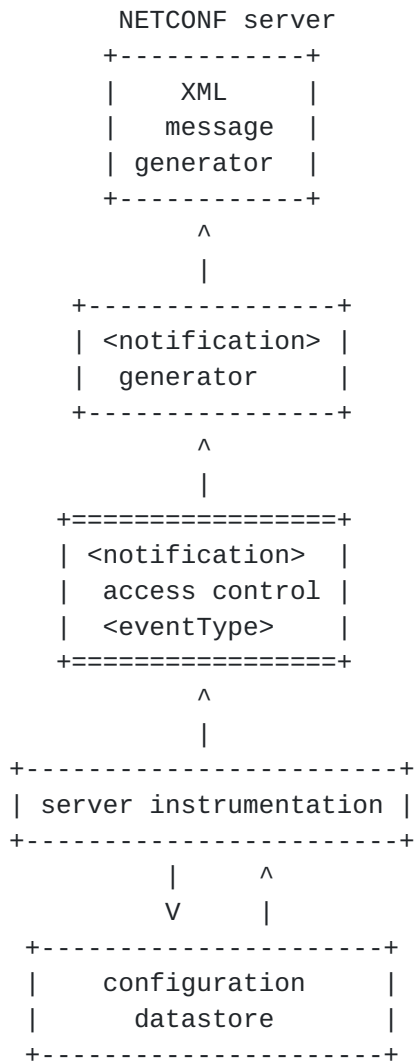 NETCONF server
XML
message
generator
<notification>
generator
<notification>
access control
<eventType>
server instrumentation
V
configuration
datastore